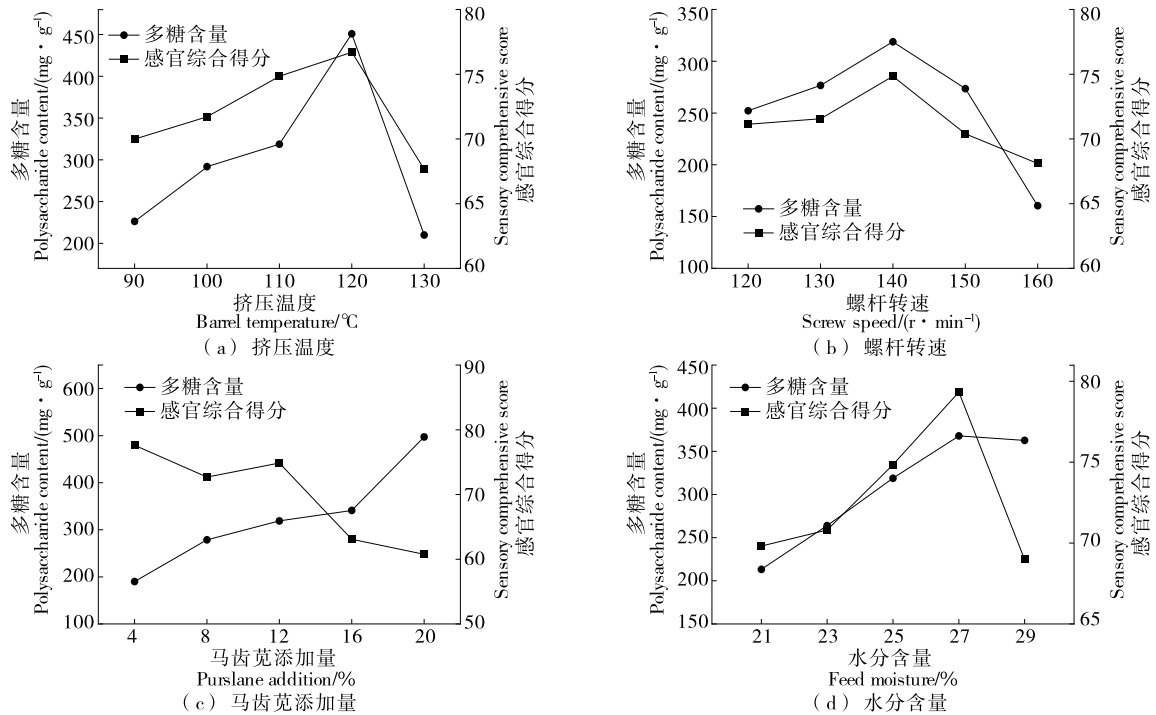 多糖含量
感官综合得分
450
400
350
300
250
200
80
75
70
65
60
90 100 110 120 130
多糖含量
Polysaccharide content/(mg·g⁻¹)
Sensory comprehensive score
感官综合得分
挤压温度
Barrel temperature/℃
(a) 挤压温度
多糖含量
感官综合得分
350
300
250
200
150
100
80
75
70
65
60
120 130 140 150 160
多糖含量
Polysaccharide content/(mg·g⁻¹)
Sensory comprehensive score
感官综合得分
螺杆转速
Screw speed/(r·min⁻¹)
(b) 螺杆转速
多糖含量
感官综合得分
600
500
400
300
200
100
90
80
70
60
50
4 8 12 16 20
多糖含量
Polysaccharide content/(mg·g⁻¹)
Sensory comprehensive score
感官综合得分
马齿苋添加量
Purslane addition/%
(c) 马齿苋添加量
多糖含量
感官综合得分
450
400
350
300
250
200
150
80
75
70
65
21 23 25 27 29
多糖含量
Polysaccharide content/(mg·g⁻¹)
Sensory comprehensive score
感官综合得分
水分含量
Feed moisture/%
(d) 水分含量